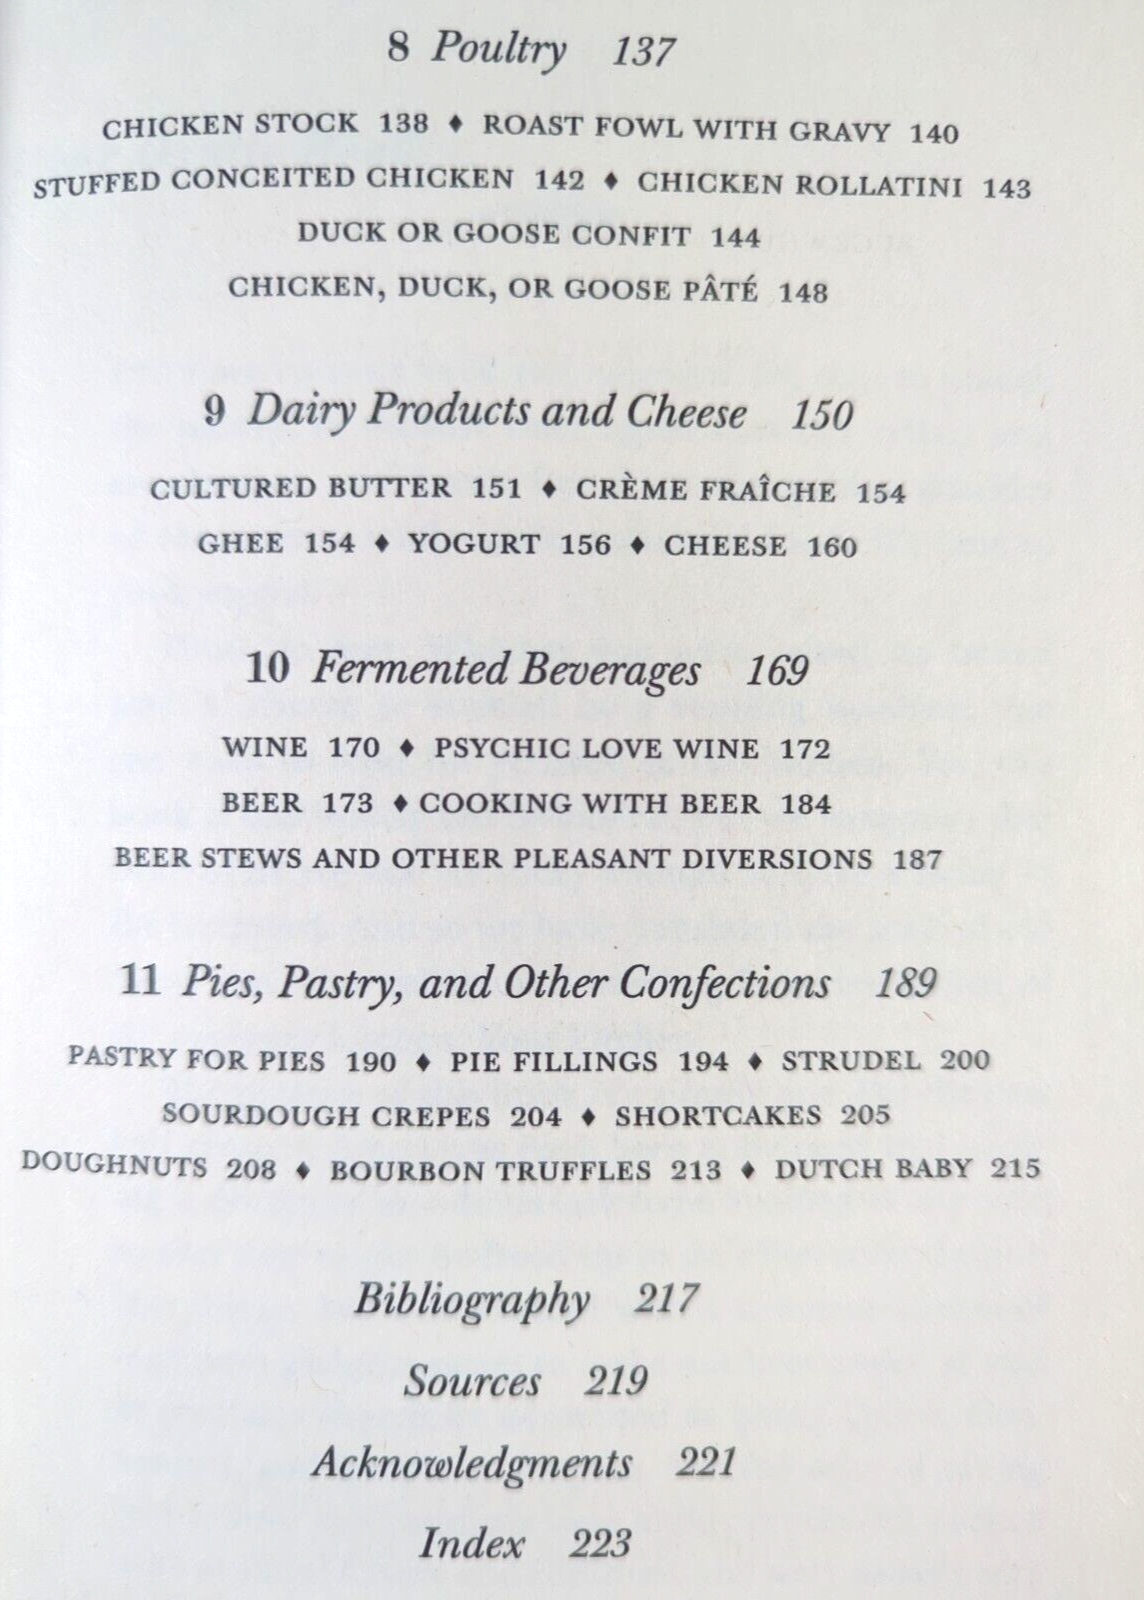 8 Poultry 137
CHICKEN STOCK 138 ♦ ROAST FOWL WITH GRAVY 140
STUFFED CONCEITED CHICKEN 142 ♦ CHICKEN ROLLATINI 143
DUCK OR GOOSE CONFIT 144
CHICKEN, DUCK, OR GOOSE PÂTÉ 148
9 Dairy Products and Cheese 150
CULTURED BUTTER 151 ♦ CRÈME FRAÎCHE 154
GHEE 154 ♦ YOGURT 156 ♦ CHEESE 160
10 Fermented Beverages 169
WINE 170 ♦ PSYCHIC LOVE WINE 172
BEER 173 ♦ COOKING WITH BEER 184
BEER STEWS AND OTHER PLEASANT DIVERSIONS 187
11 Pies, Pastry, and Other Confections 189
PASTRY FOR PIES 190 ♦ PIE FILLINGS 194 ♦ STRUDEL 200
SOURDOUGH CREPES 204 ♦ SHORTCAKES 205
DOUGHNUTS 208 ♦ BOURBON TRUFFLES 213 ♦ DUTCH BABY 215
Bibliography 217
Sources 219
Acknowledgments 221
Index 223